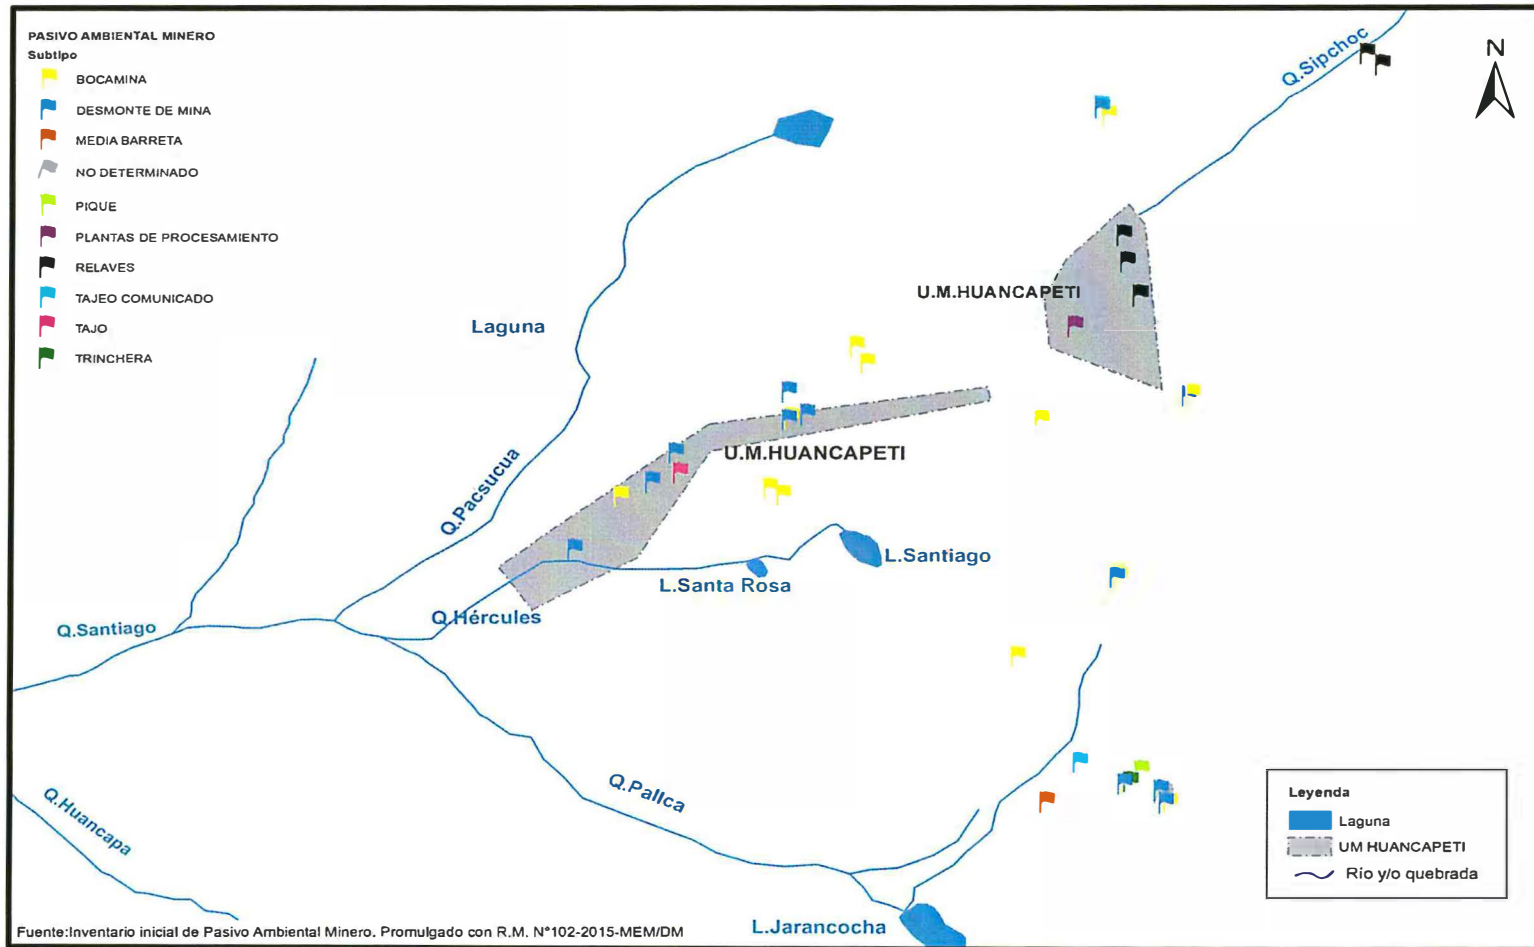 PASIVO AMBIENTAL MINERO
Subtipo
BOCAMINA
DESMONTE DE MINA
MEDIA BARRETA
NO DETERMINADO
PIQUE
PLANTAS DE PROCESAMIENTO
RELAVES
TAJEO COMUNICADO
TAJO
TRINCHERA
Q.Sipchoc
N
U.M.HUANCAPETI
Laguna
U.M.HUANCAPETI
Q.Pacsucua
L.Santiago
L.Santa Rosa
Q.Hércules
Q.Santiago
Q.Pallca
Q.Huancapa
L.Jarancocha
Leyenda
Laguna
UM HUANCAPETI
Río y/o quebrada
Fuente:Inventario inicial de Pasivo Ambiental Minero. Promulgado con R.M. N°102-2015-MEM/DM